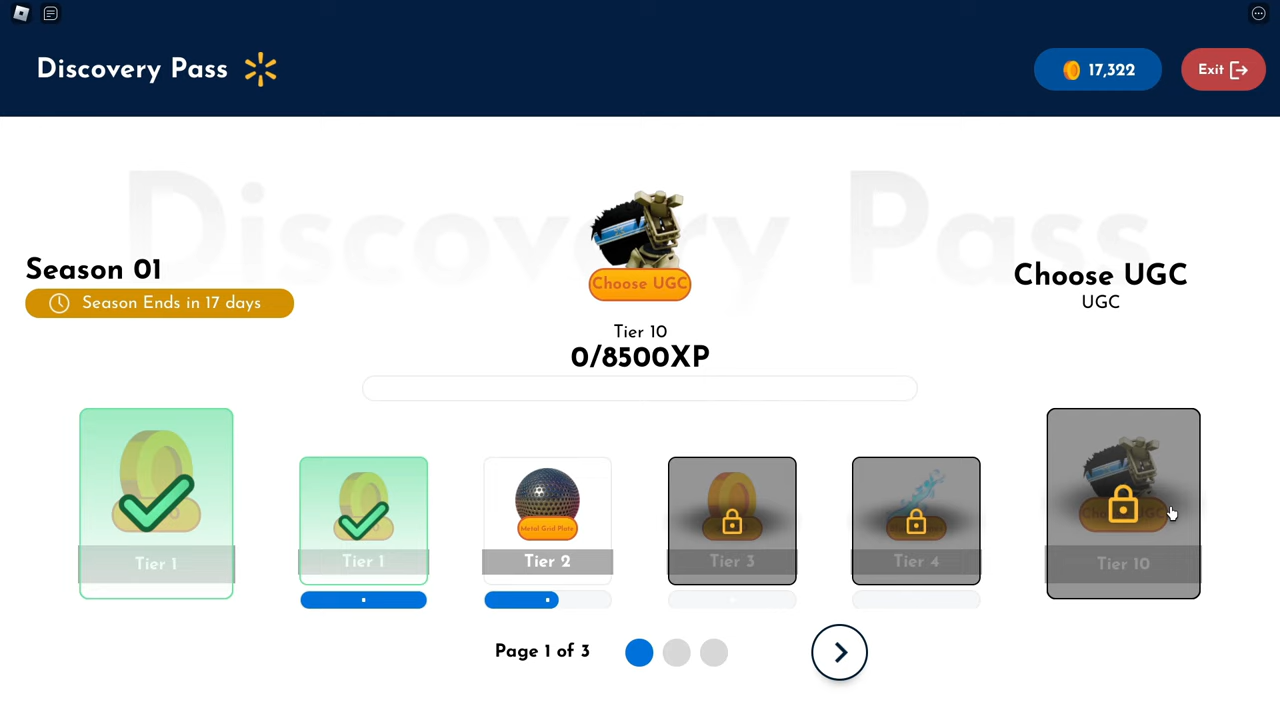 Discovery Pass
17,322
Exit
Discovery Pass
Season 01
Season Ends in 17 days
Choose UGC
Choose UGC
UGC
Tier 10
0/8500XP
Tier 1
Tier 1
Metal Grid Plate
Tier 2
Tier 3
Tier 4
Tier 10
Page 1 of 3